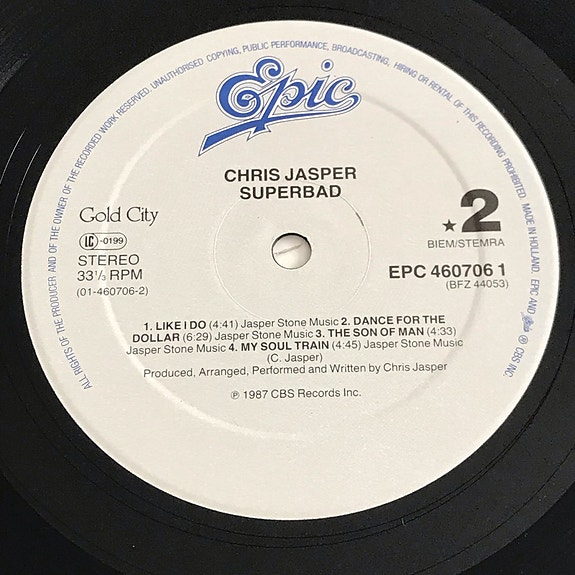 ALL RIGHTS OF THE PRODUCER AND OF THE OWNER OF THE RECORDED WORK RESERVED. UNAUTHORISED COPYING, PUBLIC PERFORMANCE, BROADCASTING, HIRING OR RENTAL OF THIS RECORDING PROHIBITED. MADE IN HOLLAND. EPIC AND Epic ® CBS INC
Epic
CHRIS JASPER
SUPERBAD
Gold City
LC-0199
STEREO
33⅓ RPM
(01-460706-2)
★2
BIEM/STEMRA
EPC 460706 1
(BFZ 44053)
1. LIKE I DO (4:41) Jasper Stone Music 2. DANCE FOR THE
DOLLAR (6:29) Jasper Stone Music 3. THE SON OF MAN (4:33)
Jasper Stone Music 4. MY SOUL TRAIN (4:45) Jasper Stone Music
(C. Jasper)
Produced, Arranged, Performed and Written by Chris Jasper
℗ 1987 CBS Records Inc.